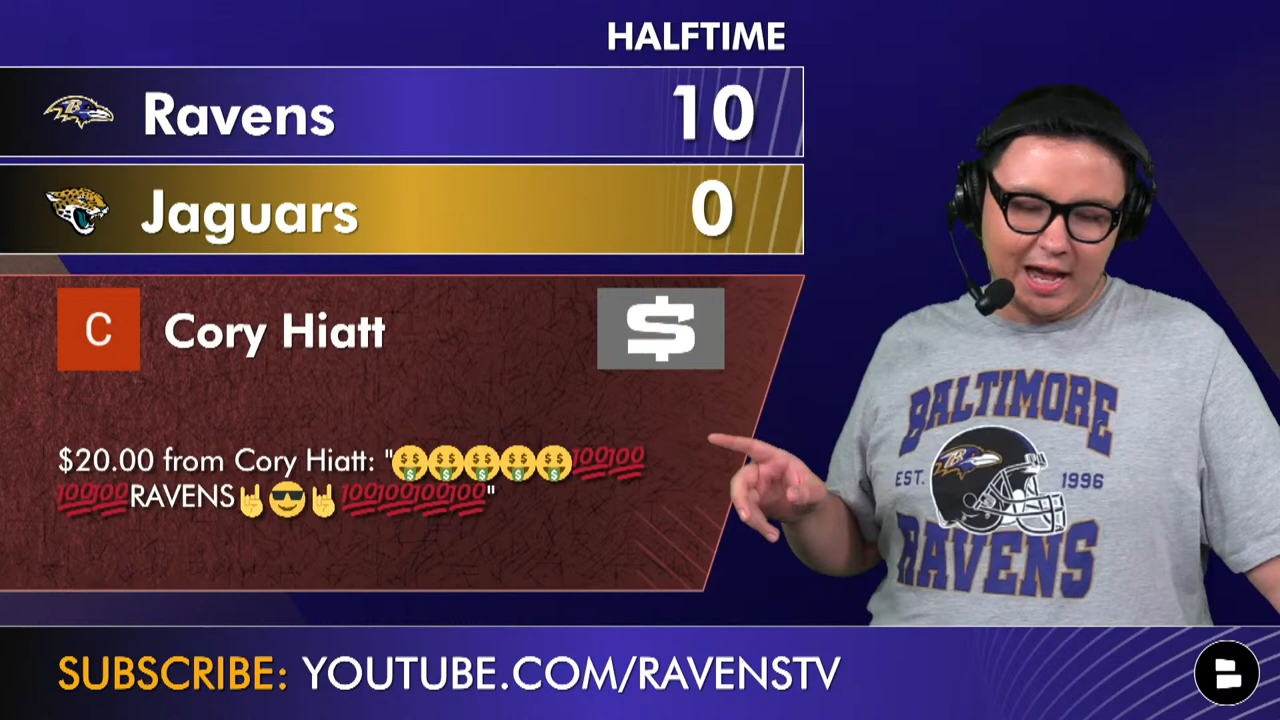 HALFTIME
Ravens 10
Jaguars 0
C Cory Hiatt $
$20.00 from Cory Hiatt: "🤑🤑🤑🤑🤑💯💯
💯💯RAVENS🤘😎🤘💯💯💯💯"
BALTIMORE
EST. 1996
RAVENS
SUBSCRIBE: YOUTUBE.COM/RAVENSTV